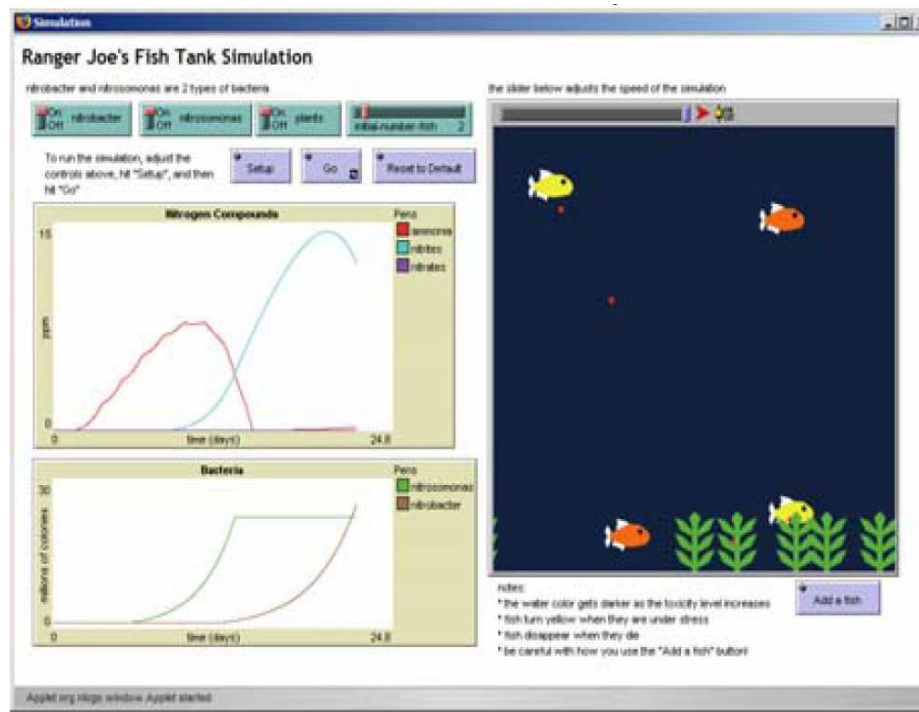 Simulation
Ranger Joe's Fish Tank Simulation
nitrobacter and nitrosomonas are 2 types of bacteria
the slider below adjusts the speed of the simulation
On
Off
nitrobacter
On
Off
nitrosomonas
On
Off
plants
initial-number-fish 2
To run the simulation, adjust the
controls above, hit "Setup", and then
hit "Go"
Setup
Go
Reset to Default
Nitrogen Compounds
Pens
ammonia
nitrites
nitrates
15
ppm
0
0
time (days)
24.8
Bacteria
Pens
nitrosomonas
nitrobacter
30
millions of colonies
0
0
time (days)
24.8
notes:
* the water color gets darker as the toxicity level increases
* fish turn yellow when they are under stress
* fish disappear when they die
* be careful with how you use the "Add a fish" button!
Add a fish
Applet org.nlogo.window.Applet started